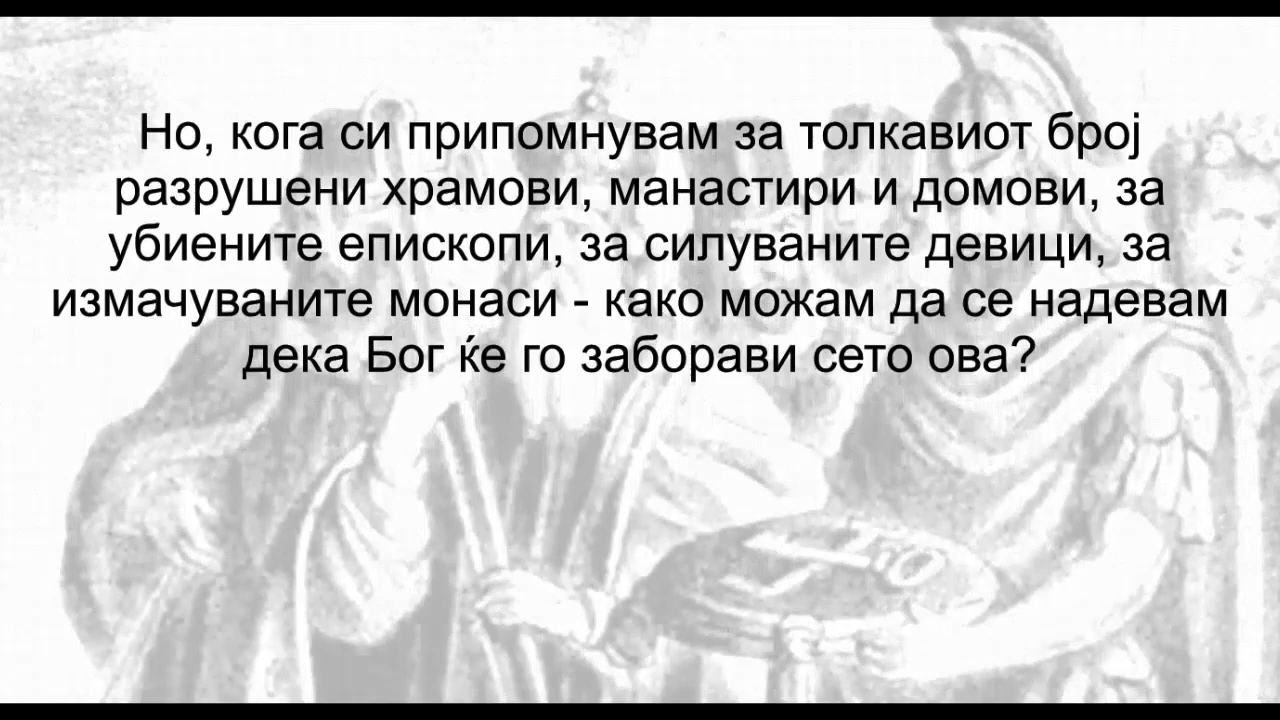 Но, кога си припомнувам за толкавиот број
разрушени храмови, манастири и домови, за
убиените епископи, за силуваните девици, за
измачуваните монаси - како можам да се надевам
дека Бог ќе го заборави сето ова?